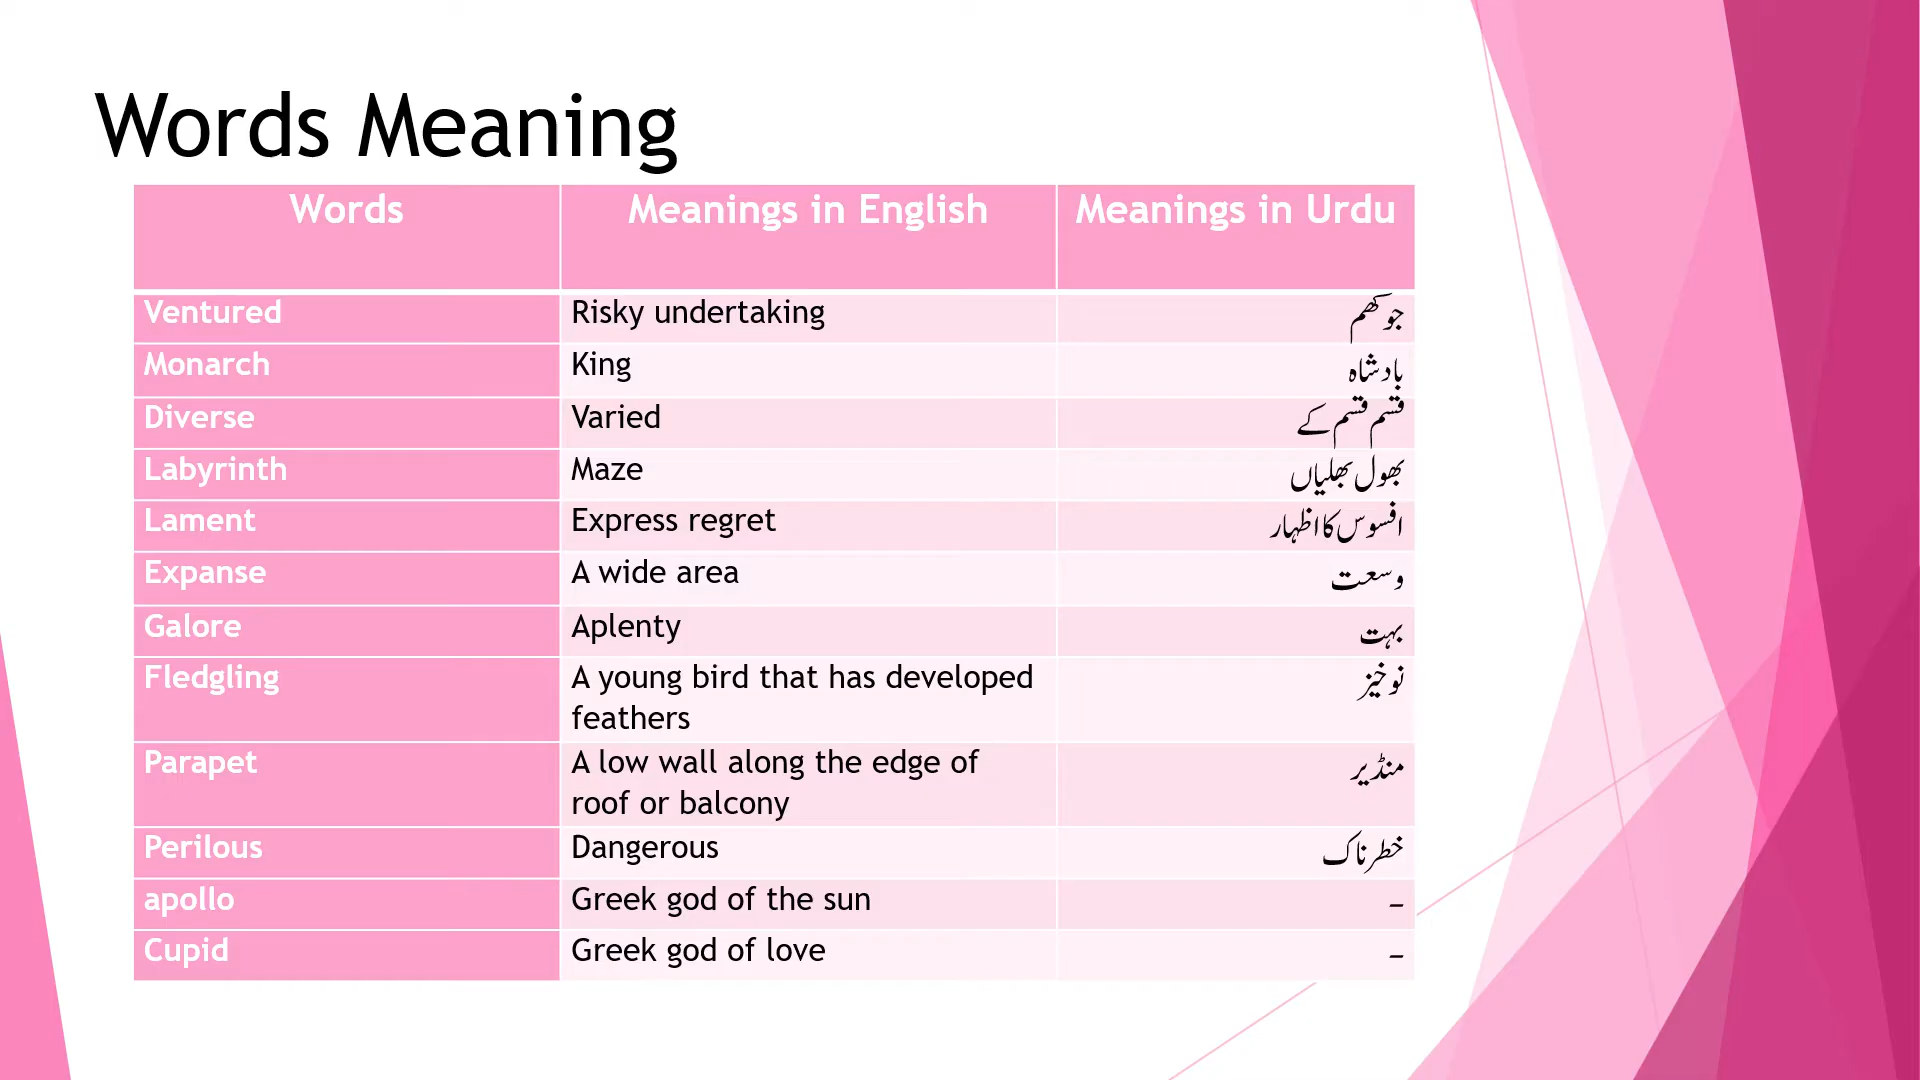 Words Meaning
Words Meanings in English Meanings in Urdu
Ventured Risky undertaking جوکھم
Monarch King بادشاہ
Diverse Varied قسم قسم کے
Labyrinth Maze بھول بھلیاں
Lament Express regret افسوس کا اظہار
Expanse A wide area وسعت
Galore Aplenty بہت
Fledgling A young bird that has developed نوخیز
feathers
Parapet A low wall along the edge of منڈیر
roof or balcony
Perilous Dangerous خطرناک
apollo Greek god of the sun ۔
Cupid Greek god of love ۔